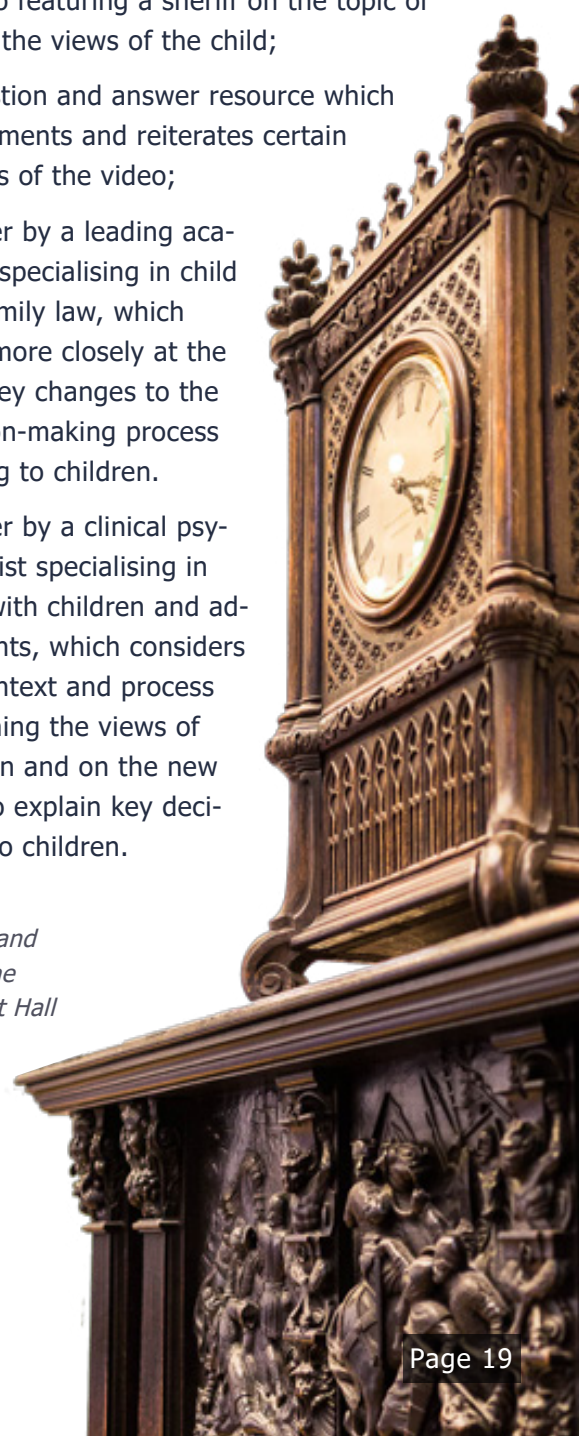 featuring a sheriff on the topic of
the views of the child;
tion and answer resource which
ments and reiterates certain
s of the video;
er by a leading aca-
specialising in child
mily law, which
more closely at the
ey changes to the
on-making process
g to children.
er by a clinical psy-
ist specialising in
with children and ad-
nts, which considers
ntext and process
ning the views of
n and on the new
o explain key deci-
o children.
and
ne
t Hall
Page 19